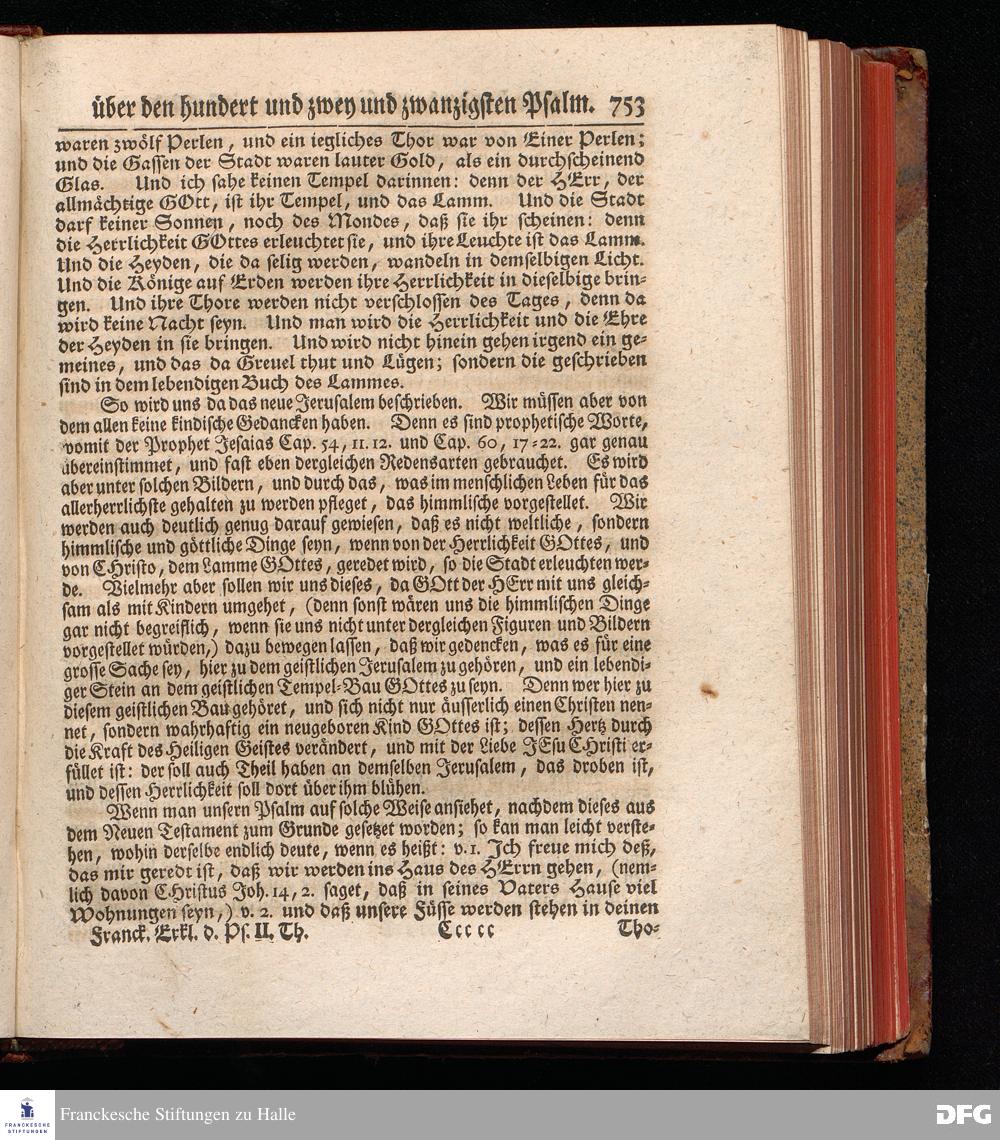 über den hundert und zwey und zwanzigsten Psalm. 753
waren zwölf Perlen, und ein iegliches Thor war von Einer Perlen;
und die Gassen der Stadt waren lauter Gold, als ein durchscheinend
Glas. Und ich sahe keinen Tempel darinnen: denn der HErr, der
allmächtige GOtt, ist ihr Tempel, und das Lamm. Und die Stadt
darf keiner Sonnen, noch des Mondes, daß sie ihr scheinen: denn
die Herrlichkeit GOttes erleuchtet sie, und ihre Leuchte ist das Lamm.
Und die Heyden, die da selig werden, wandeln in demselbigen Licht.
Und die Könige auf Erden werden ihre Herrlichkeit in dieselbige brin-
gen. Und ihre Thore werden nicht verschlossen des Tages, denn da
wird keine Nacht seyn. Und man wird die Herrlichkeit und die Ehre
der Heyden in sie bringen. Und wird nicht hinein gehen irgend ein ge-
meines, und das da Greuel thut und Lügen; sondern die geschrieben
sind in dem lebendigen Buch des Lammes.
So wird uns da das neue Jerusalem beschrieben. Wir müssen aber von
dem allen keine kindische Gedancken haben. Denn es sind prophetische Worte,
womit der Prophet Jesaias Cap. 54, 11. 12. und Cap. 60, 17-22. gar genau
übereinstimmet, und fast eben dergleichen Redensarten gebrauchet. Es wird
aber unter solchen Bildern, und durch das, was im menschlichen Leben für das
allerherrlichste gehalten zu werden pfleget, das himmlische vorgestellet. Wir
werden auch deutlich genug darauf gewiesen, daß es nicht weltliche, sondern
himmlische und göttliche Dinge seyn, wenn von der Herrlichkeit GOttes, und
von CHristo, dem Lamme GOttes, geredet wird, so die Stadt erleuchten wer-
de. Vielmehr aber sollen wir uns dieses, da GOtt der HErr mit uns gleich-
sam als mit Kindern umgehet, (denn sonst wären uns die himmlischen Dinge
gar nicht begreiflich, wenn sie uns nicht unter dergleichen Figuren und Bildern
vorgestellet würden,) dazu bewegen lassen, daß wir gedencken, was es für eine
grosse Sache sey, hier zu dem geistlichen Jerusalem zu gehören, und ein lebendi-
ger Stein an dem geistlichen Tempel-Bau GOttes zu seyn. Denn wer hier zu
diesem geistlichen Bau gehöret, und sich nicht nur äusserlich einen Christen nen-
net, sondern wahrhaftig ein neugeboren Kind GOttes ist; dessen Hertz durch
die Kraft des Heiligen Geistes verändert, und mit der Liebe JEsu CHristi er-
füllet ist: der soll auch Theil haben an demselben Jerusalem, das droben ist,
und dessen Herrlichkeit soll dort über ihm blühen.
Wenn man unsern Psalm auf solche Weise ansiehet, nachdem dieses aus
dem Neuen Testament zum Grunde gesetzet worden; so kan man leicht verste-
hen, wohin derselbe endlich deute, wenn es heißt: v. 1. Ich freue mich deß,
das mir geredt ist, daß wir werden ins Haus des HErrn gehen, (nem-
lich davon CHristus Joh. 14, 2. saget, daß in seines Vaters Hause viel
Wohnungen seyn,) v. 2. und daß unsere Füsse werden stehen in deinen
Franck. Erkl. d. Ps. II. Th. Ccc cc Tho-
FRANCKESCHE
STIFTUNGEN
Franckesche Stiftungen zu Halle
DFG